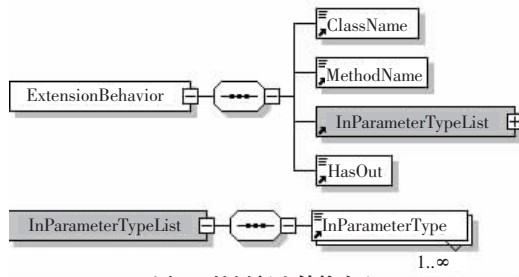 ClassName
MethodName
ExtensionBehavior
InParameterTypeList
HasOut
InParameterTypeList
InParameterType
1..∞